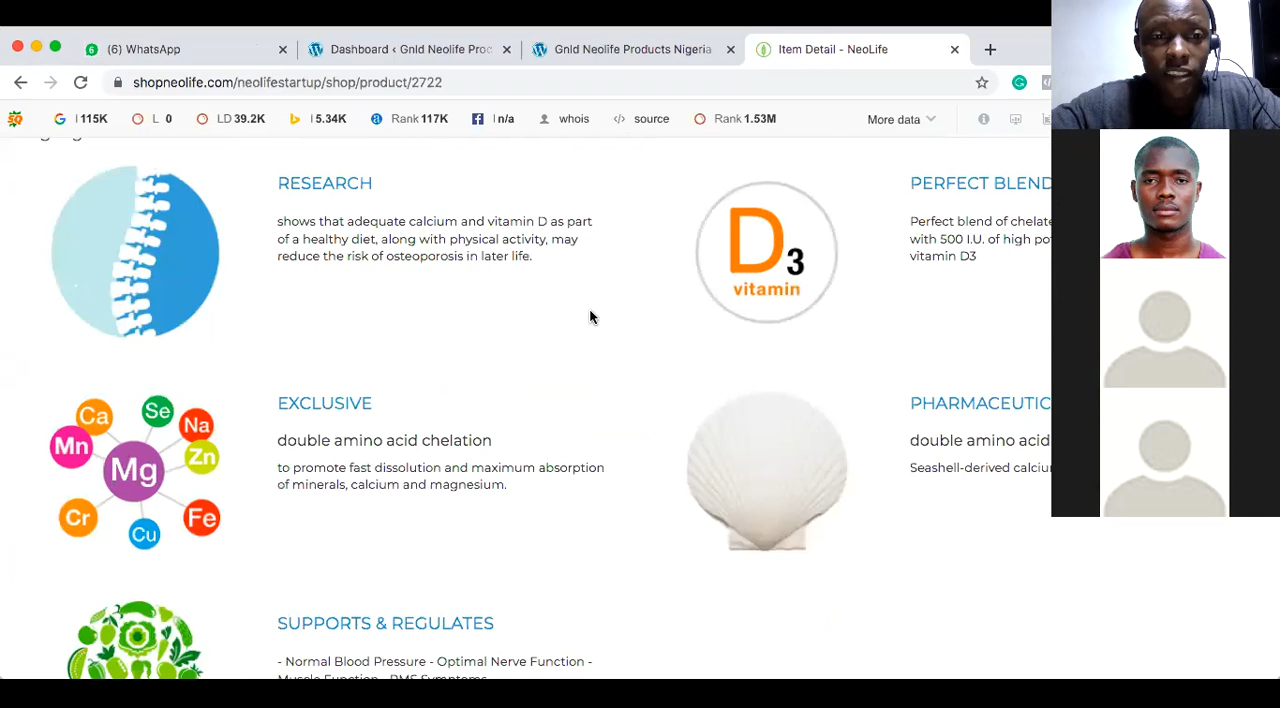 (6) WhatsApp
Dashboard ‹ Gnld Neolife Proc
Gnld Neolife Products Nigeria
Item Detail - NeoLife
shopneolife.com/neolifestartup/shop/product/2722
SQ
I 115K
L 0
LD 39.2K
I 5.34K
Rank 117K
I n/a
whois
source
Rank 1.53M
More data
RESEARCH
shows that adequate calcium and vitamin D as part
of a healthy diet, along with physical activity, may
reduce the risk of osteoporosis in later life.
D3
vitamin
PERFECT BLEND
Perfect blend of chelate
with 500 I.U. of high po
vitamin D3
Ca
Se
Na
Mn
Mg
Zn
Cr
Cu
Fe
EXCLUSIVE
double amino acid chelation
to promote fast dissolution and maximum absorption
of minerals, calcium and magnesium.
PHARMACEUTIC
double amino acid
Seashell-derived calciu
SUPPORTS & REGULATES
- Normal Blood Pressure - Optimal Nerve Function -
Muscle Function - PMS Symptoms